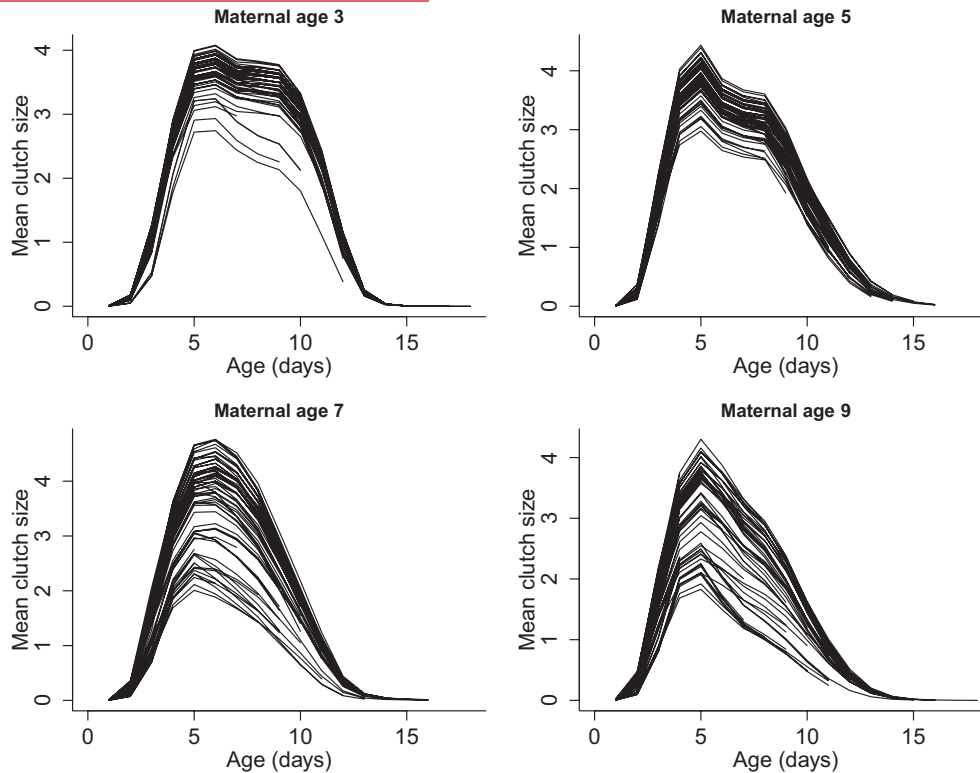 Maternal age 3
Mean clutch size
0 1 2 3 4
0 5 10 15
Age (days)
Maternal age 5
Mean clutch size
0 1 2 3 4
0 5 10 15
Age (days)
Maternal age 7
Mean clutch size
0 1 2 3 4
0 5 10 15
Age (days)
Maternal age 9
Mean clutch size
0 1 2 3 4
0 5 10 15
Age (days)